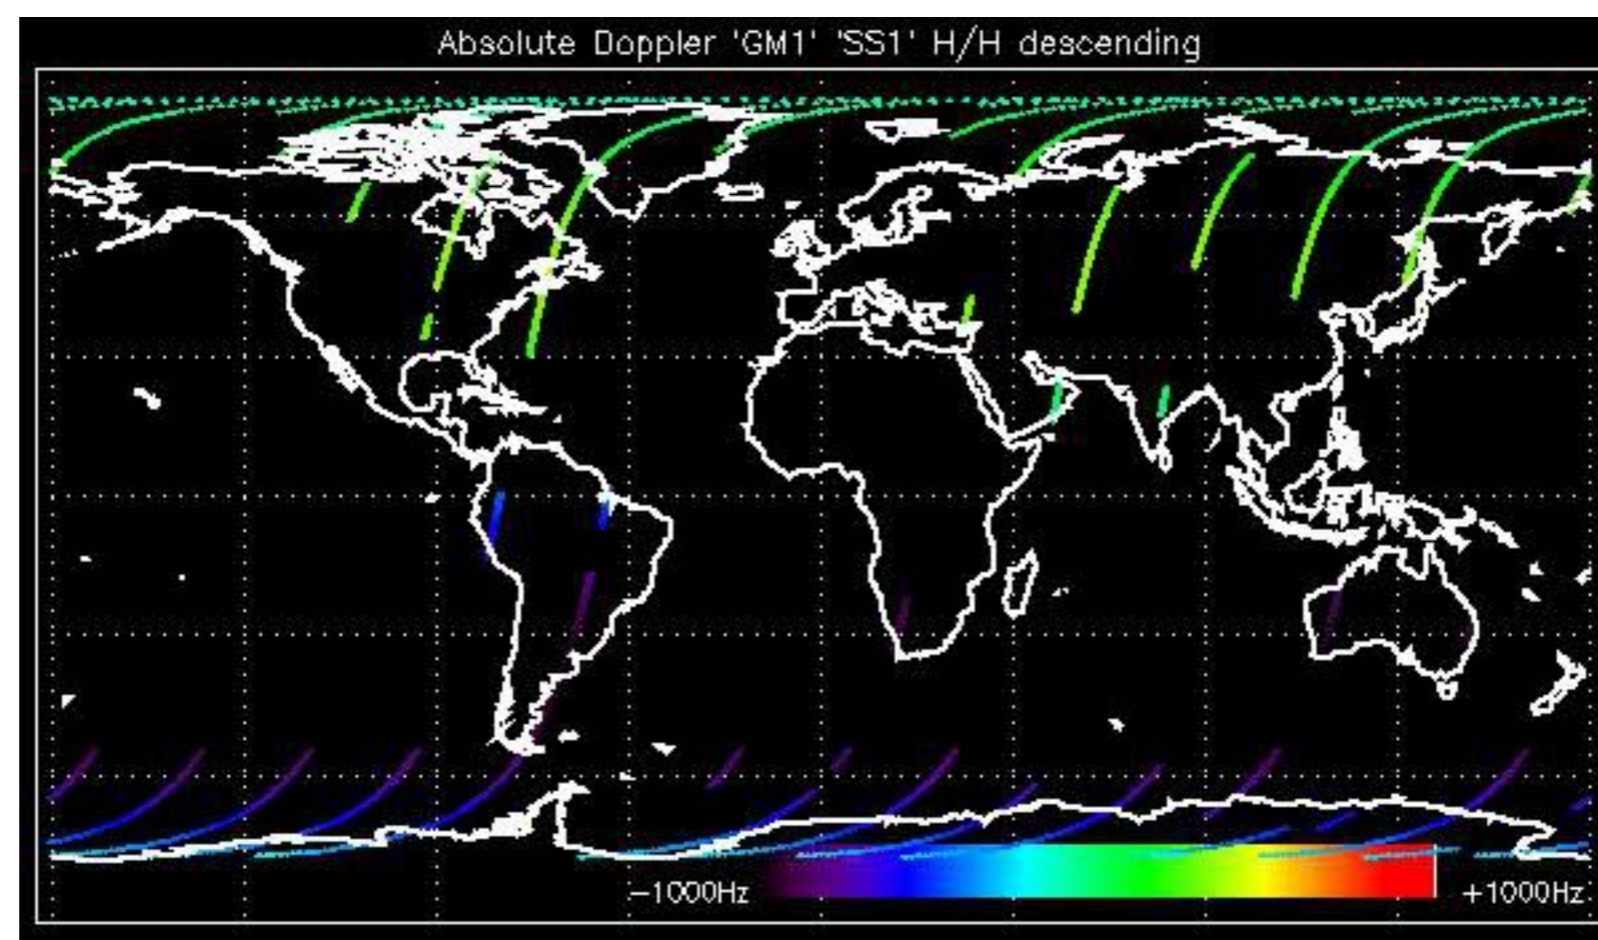 Absolute Doppler 'GM1' 'SS1' H/H descending
-1000Hz +1000Hz